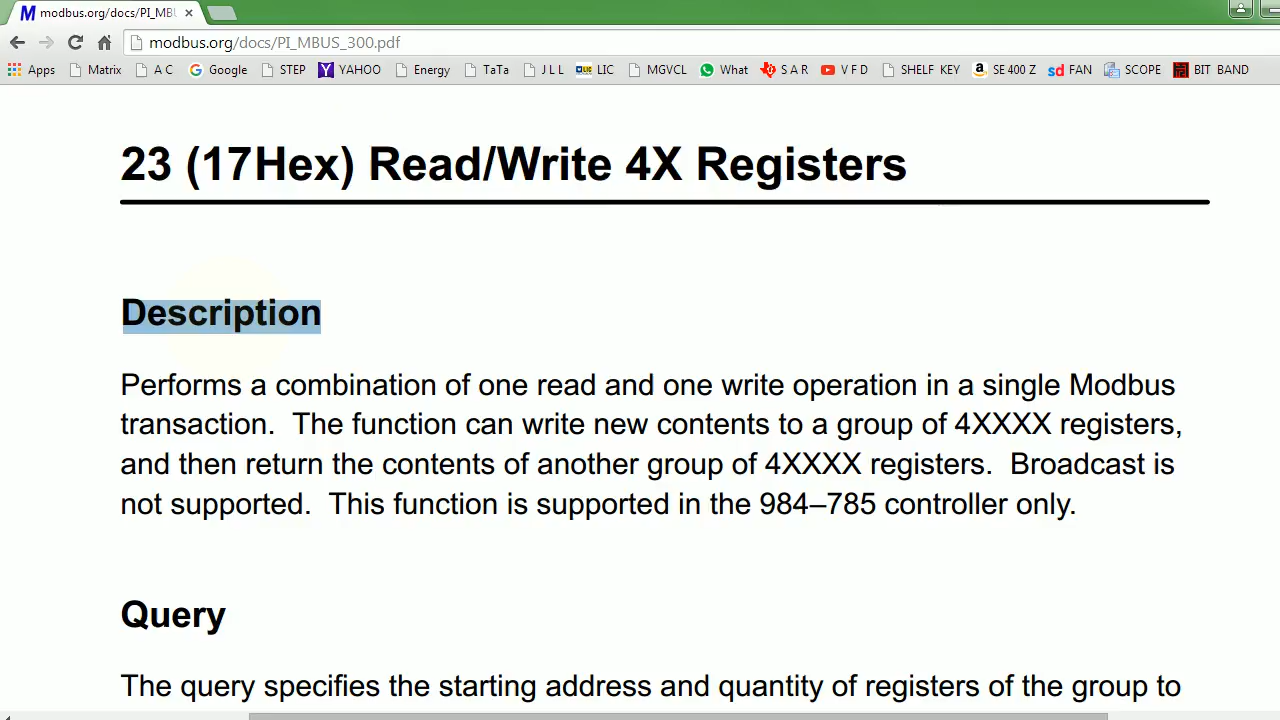 modbus.org/docs/PI_MBU
modbus.org/docs/PI_MBUS_300.pdf
Apps Matrix A C Google STEP YAHOO Energy TaTa J L L LIC MGVCL What S A R V F D SHELF KEY SE 400 Z FAN SCOPE BIT BAND
23 (17Hex) Read/Write 4X Registers
Description
Performs a combination of one read and one write operation in a single Modbus
transaction. The function can write new contents to a group of 4XXXX registers,
and then return the contents of another group of 4XXXX registers. Broadcast is
not supported. This function is supported in the 984–785 controller only.
Query
The query specifies the starting address and quantity of registers of the group to